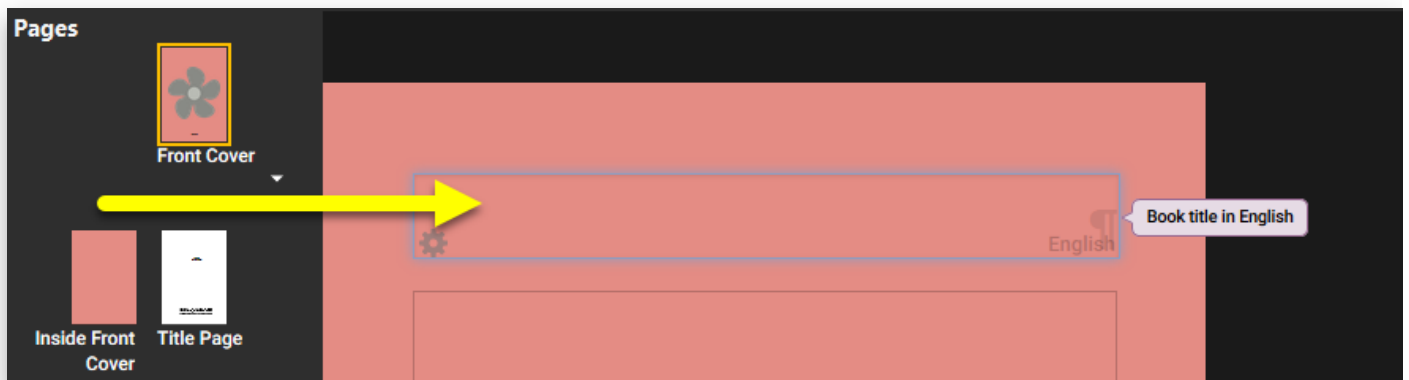 Pages
Front Cover
Inside Front
Cover
Title Page
English
Book title in English